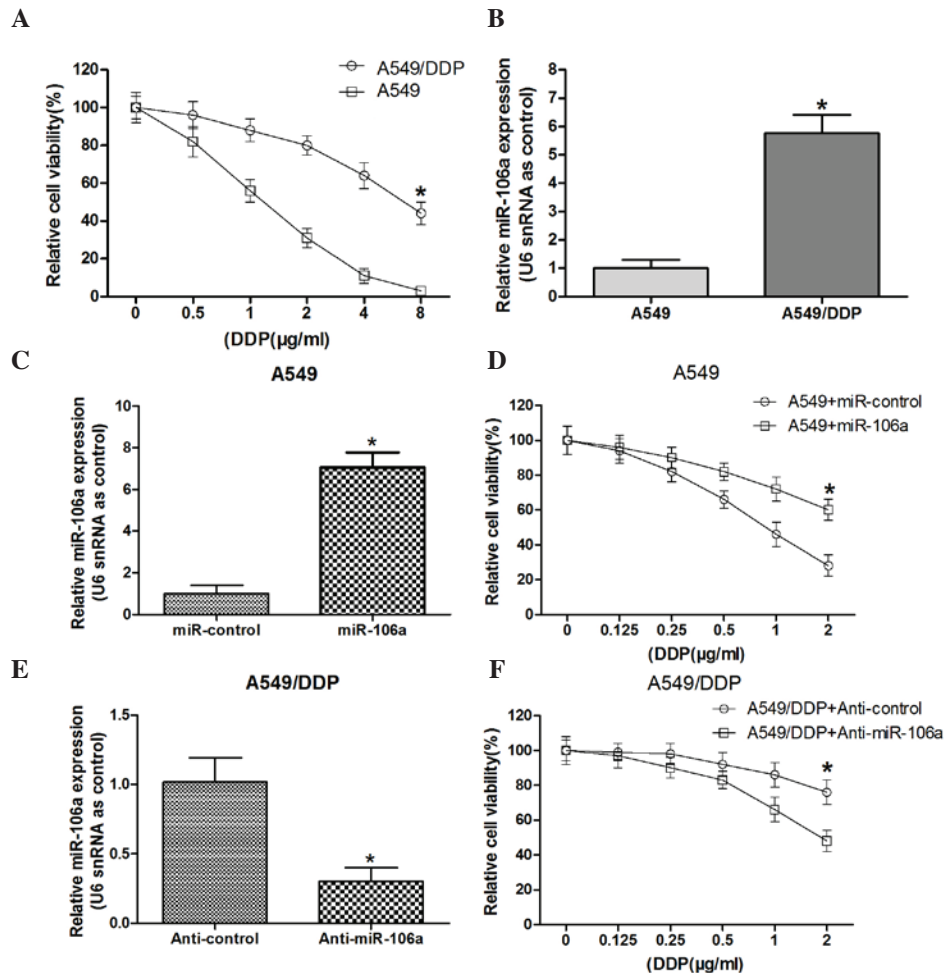 A
A549/DDP
A549
Relative cell viability(%)
120
100
80
60
40
20
0
*
0 0.5 1 2 4 8
(DDP(µg/ml)
B
Relative miR-106a expression
(U6 snRNA as control)
8
6
5
4
3
2
1
0
*
A549 A549/DDP
C
A549
Relative miR-106a expression
(U6 snRNA as control)
10
8
6
4
2
0
*
miR-control miR-106a
D
A549
A549+miR-control
A549+miR-106a
Relative cell viability(%)
120
100
80
60
40
20
0
*
0 0.125 0.25 0.5 1 2
(DDP(µg/ml)
E
A549/DDP
Relative miR-106a expression
(U6 snRNA as control)
1.5
1.0
0.5
0.0
*
Anti-control Anti-miR-106a
F
A549/DDP
A549/DDP+Anti-control
A549/DDP+Anti-miR-106a
Relative cell viability(%)
120
100
80
60
40
20
0
*
0 0.125 0.25 0.5 1 2
(DDP(µg/ml)